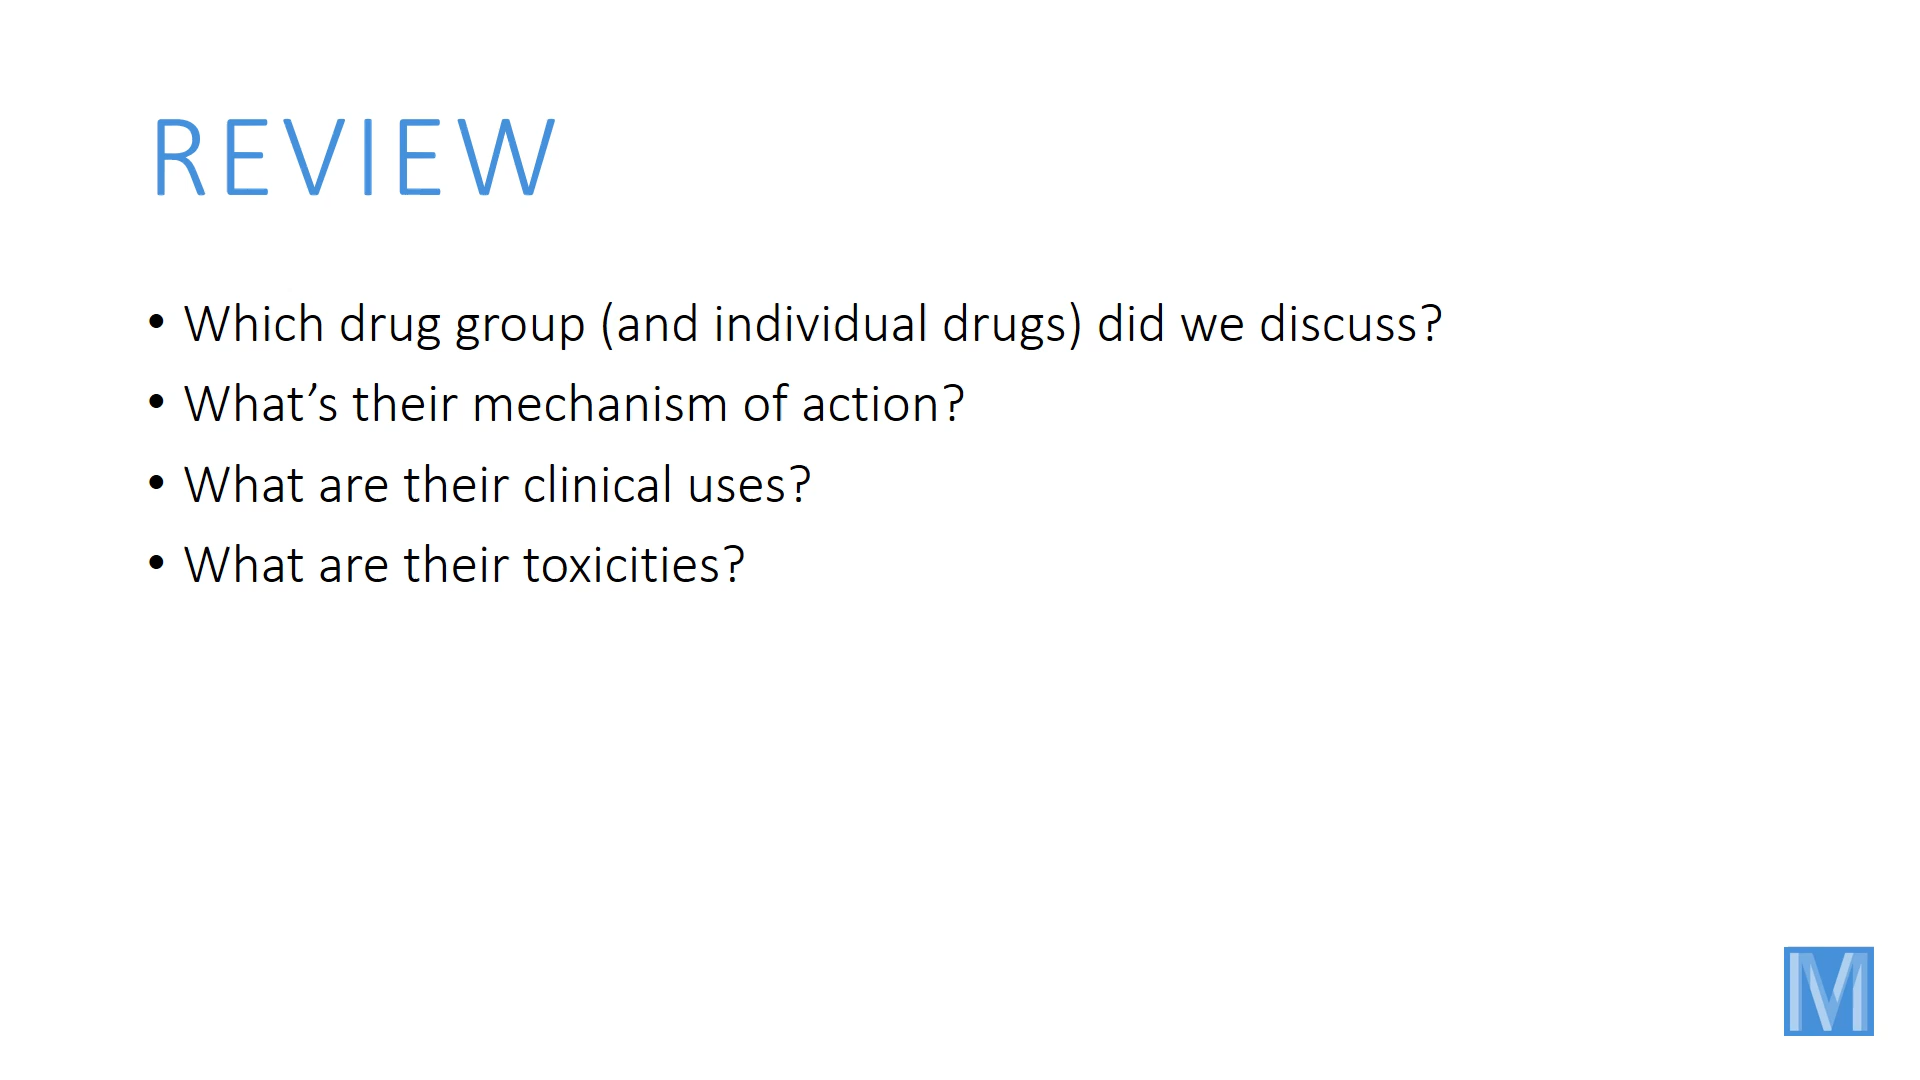 REVIEW
• Which drug group (and individual drugs) did we discuss?
• What’s their mechanism of action?
• What are their clinical uses?
• What are their toxicities?
M